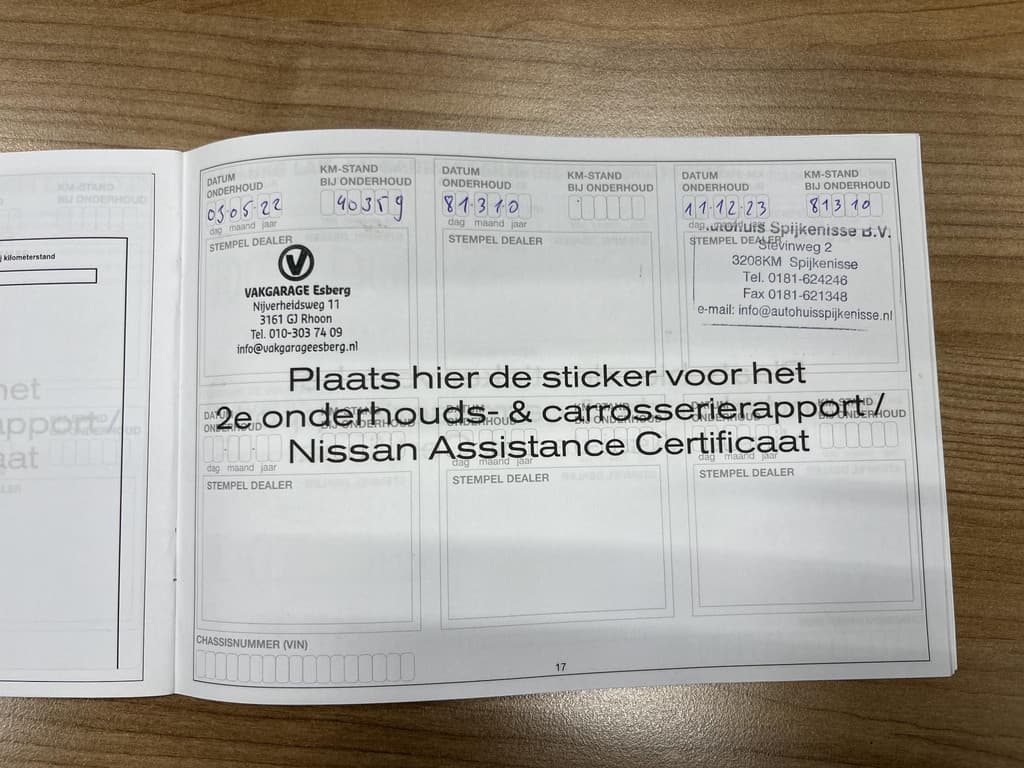 DATUM
ONDERHOUD
KM-STAND
BIJ ONDERHOUD
03-05-22
40359
dag maand jaar
STEMPEL DEALER
V
VAKGARAGE Esberg
Nijverheidsweg 11
3161 GJ Rhoon
Tel. 010-303 74 09
info@vakgarageesberg.nl
DATUM
ONDERHOUD
KM-STAND
BIJ ONDERHOUD
81310
dag maand jaar
STEMPEL DEALER
DATUM
ONDERHOUD
KM-STAND
BIJ ONDERHOUD
11-12-23
81310
dag
STEMPEL DEALER
Autohuis Spijkenisse B.V.
Stevinweg 2
3208KM Spijkenisse
Tel. 0181-624246
Fax 0181-621348
e-mail: info@autohuisspijkenisse.nl
Plaats hier de sticker voor het
2e onderhouds- & carrosserierapport /
Nissan Assistance Certificaat
dag maand jaar
STEMPEL DEALER
dag maand jaar
STEMPEL DEALER
dag maand jaar
STEMPEL DEALER
CHASSISNUMMER (VIN)
17
kilometerstand